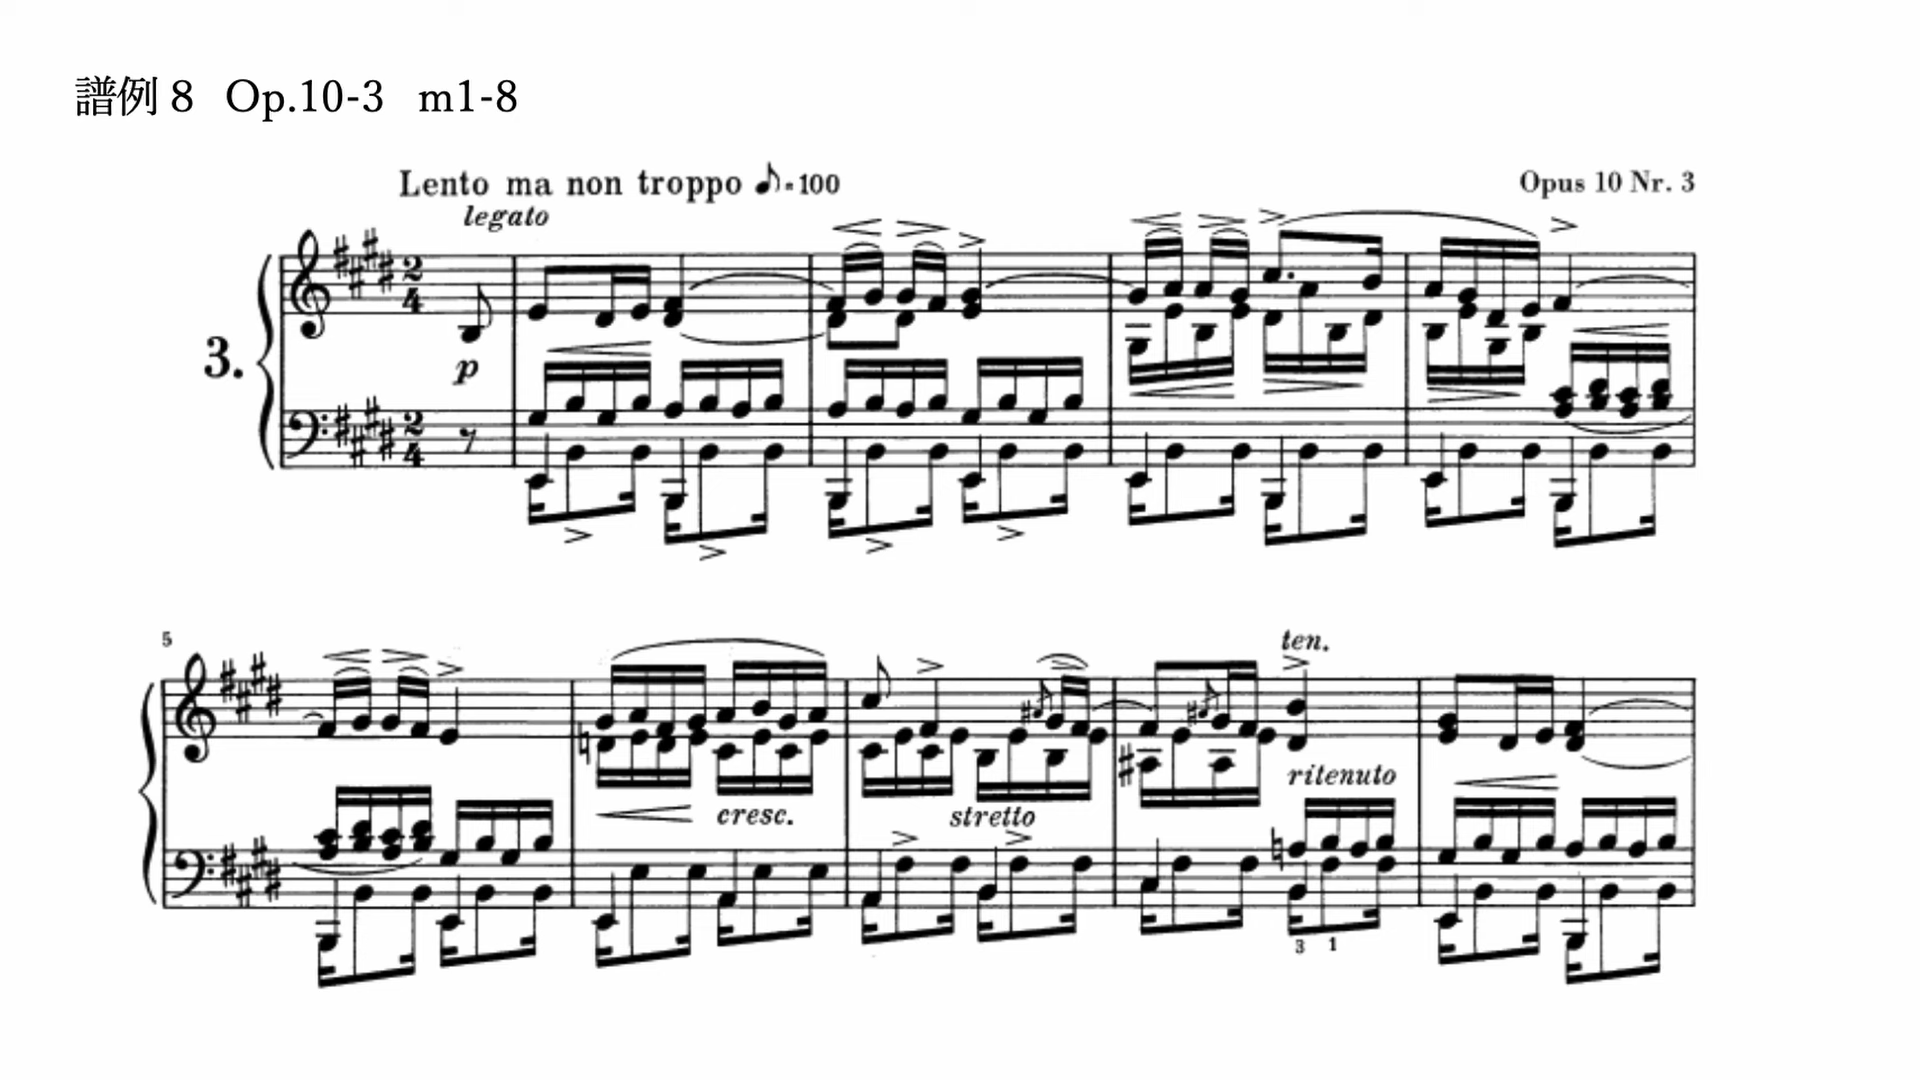 譜例 8 Op.10-3 m1-8
Lento ma non troppo ♪=100
Opus 10 Nr. 3
legato
3.
p
5
ten.
ritenuto
cresc.
stretto
3 1